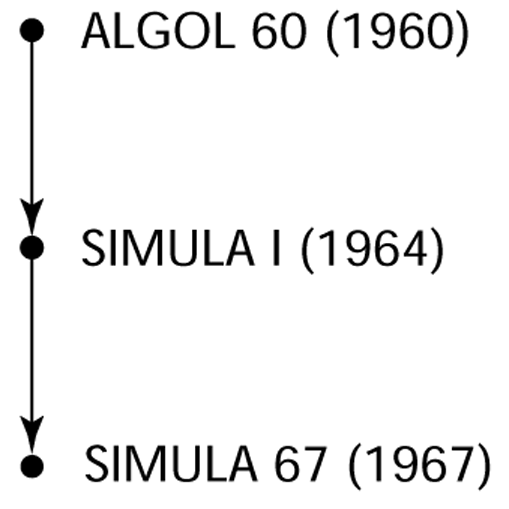 ALGOL 60 (1960)
SIMULA I (1964)
SIMULA 67 (1967)